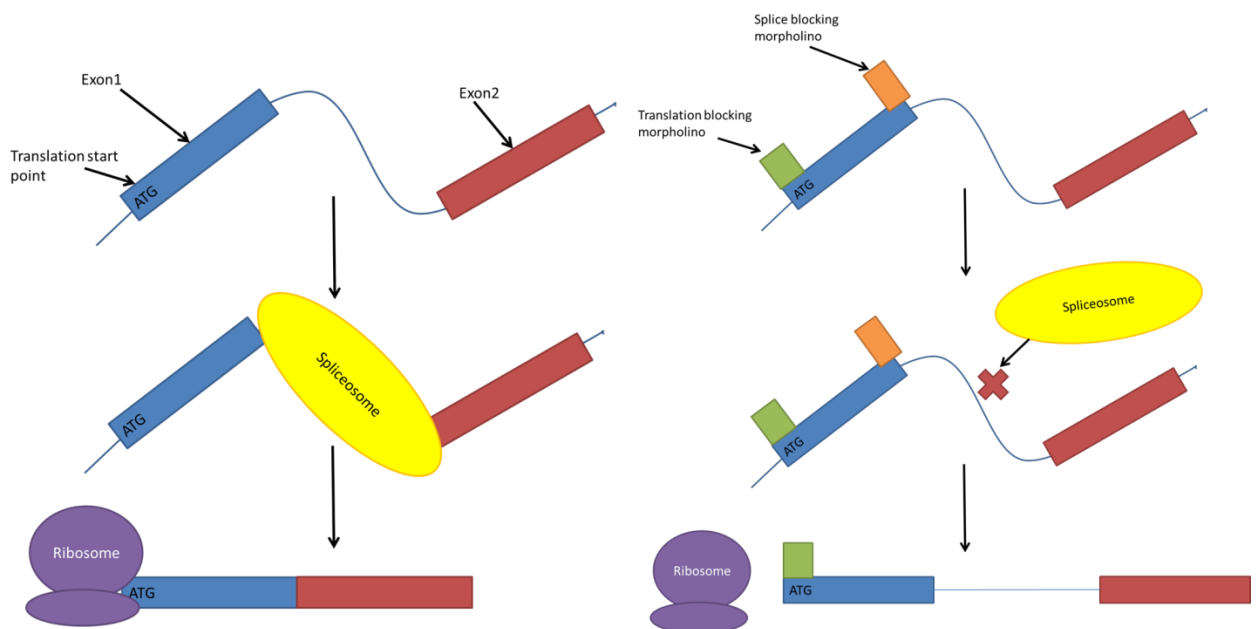 Exon1
Exon2
Translation start
point
ATG
Spliceosome
ATG
Ribosome
ATG
Splice blocking
morpholino
Translation blocking
morpholino
ATG
Spliceosome
ATG
Ribosome
ATG